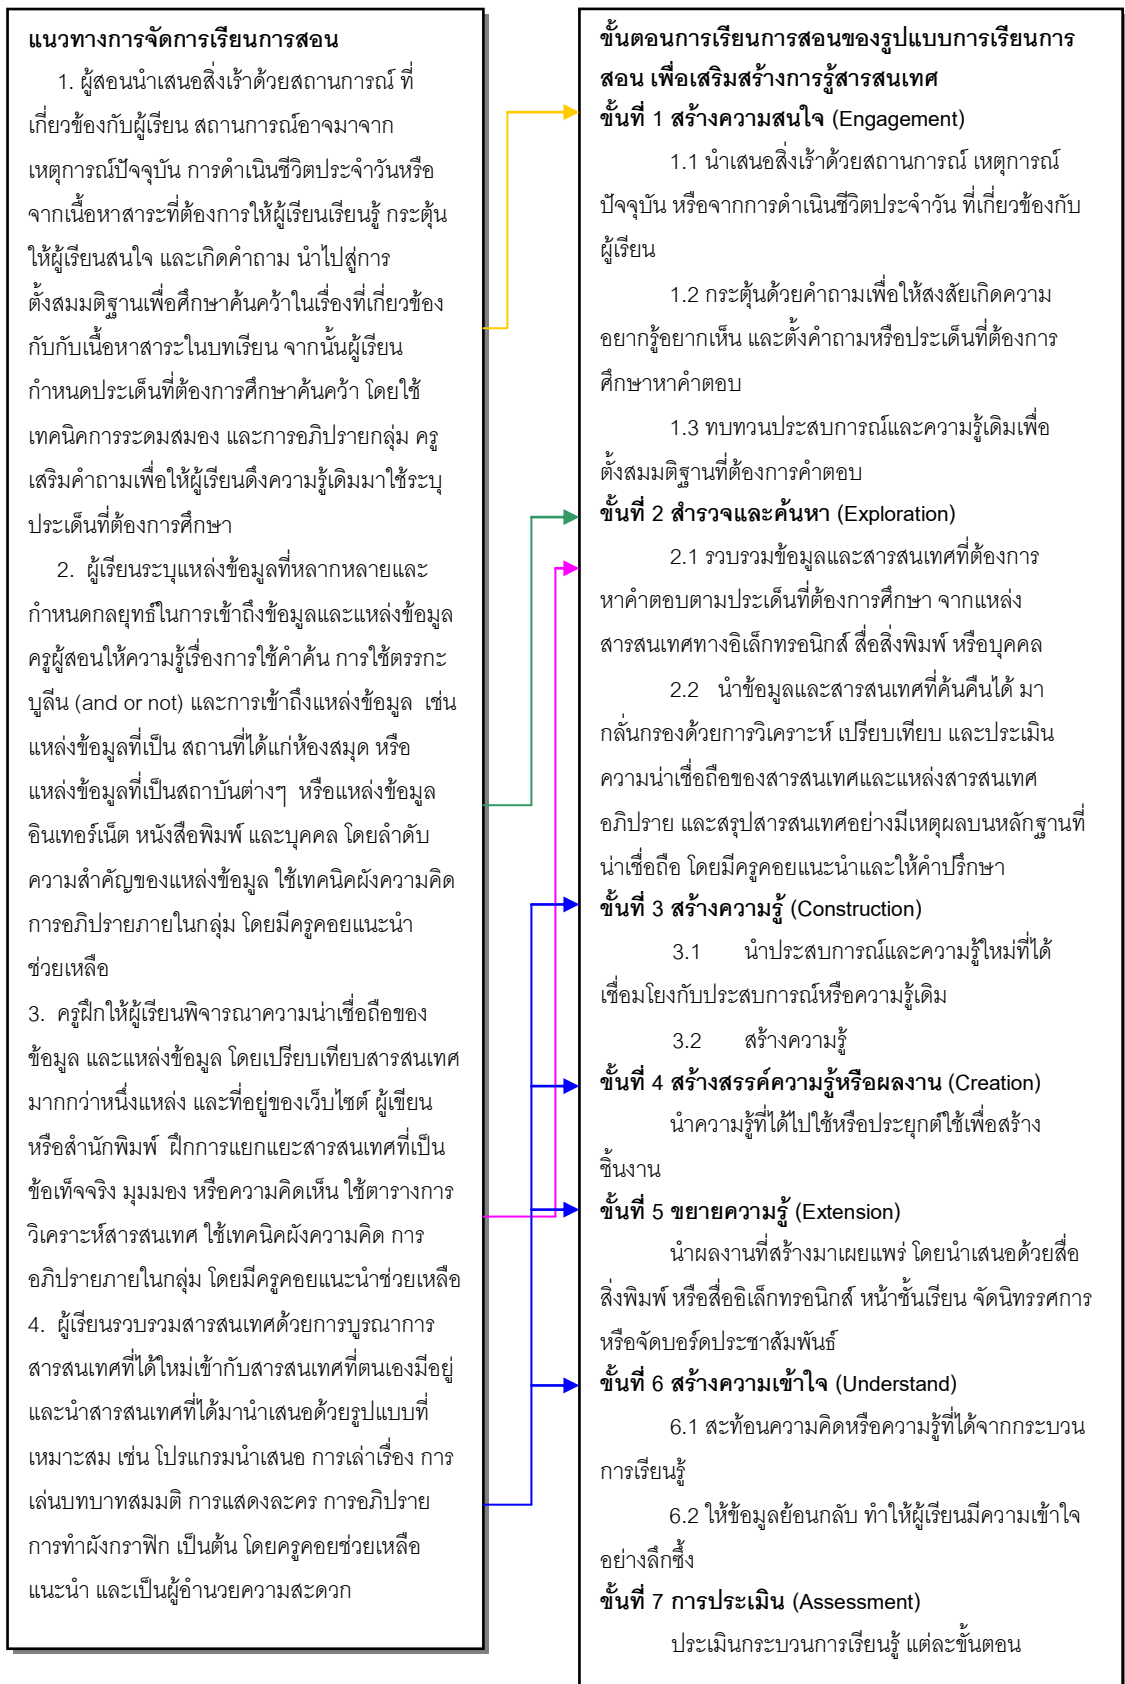 แนวทางการจัดการเรียนการสอน
1. ผู้สอนนำเสนอสิ่งเร้าด้วยสถานการณ์ ที่
เกี่ยวข้องกับผู้เรียน สถานการณ์อาจมาจาก
เหตุการณ์ปัจจุบัน การดำเนินชีวิตประจำวันหรือ
จากเนื้อหาสาระที่ต้องการให้ผู้เรียนเรียนรู้ กระตุ้น
ให้ผู้เรียนสนใจ และเกิดคำถาม นำไปสู่การ
ตั้งสมมติฐานเพื่อศึกษาค้นคว้าในเรื่องที่เกี่ยวข้อง
กับกับเนื้อหาสาระในบทเรียน จากนั้นผู้เรียน
กำหนดประเด็นที่ต้องการศึกษาค้นคว้า โดยใช้
เทคนิคการระดมสมอง และการอภิปรายกลุ่ม ครู
เสริมคำถามเพื่อให้ผู้เรียนดึงความรู้เดิมมาใช้ระบุ
ประเด็นที่ต้องการศึกษา
2. ผู้เรียนระบุแหล่งข้อมูลที่หลากหลายและ
กำหนดกลยุทธ์ในการเข้าถึงข้อมูลและแหล่งข้อมูล
ครูผู้สอนให้ความรู้เรื่องการใช้คำค้น การใช้ตรรกะ
บูลีน (and or not) และการเข้าถึงแหล่งข้อมูล เช่น
แหล่งข้อมูลที่เป็น สถานที่ได้แก่ห้องสมุด หรือ
แหล่งข้อมูลที่เป็นสถาบันต่างๆ หรือแหล่งข้อมูล
อินเทอร์เน็ต หนังสือพิมพ์ และบุคคล โดยลำดับ
ความสำคัญของแหล่งข้อมูล ใช้เทคนิคผังความคิด
การอภิปรายภายในกลุ่ม โดยมีครูคอยแนะนำ
ช่วยเหลือ
3. ครูฝึกให้ผู้เรียนพิจารณาความน่าเชื่อถือของ
ข้อมูล และแหล่งข้อมูล โดยเปรียบเทียบสารสนเทศ
มากกว่าหนึ่งแหล่ง และที่อยู่ของเว็บไซต์ ผู้เขียน
หรือสำนักพิมพ์ ฝึกการแยกแยะสารสนเทศที่เป็น
ข้อเท็จจริง มุมมอง หรือความคิดเห็น ใช้ตารางการ
วิเคราะห์สารสนเทศ ใช้เทคนิคผังความคิด การ
อภิปรายภายในกลุ่ม โดยมีครูคอยแนะนำช่วยเหลือ
4. ผู้เรียนรวบรวมสารสนเทศด้วยการบูรณาการ
สารสนเทศที่ได้ใหม่เข้ากับสารสนเทศที่ตนเองมีอยู่
และนำสารสนเทศที่ได้มานำเสนอด้วยรูปแบบที่
เหมาะสม เช่น โปรแกรมนำเสนอ การเล่าเรื่อง การ
เล่นบทบาทสมมติ การแสดงละคร การอภิปราย
การทำผังกราฟิก เป็นต้น โดยครูคอยช่วยเหลือ
แนะนำ และเป็นผู้อำนวยความสะดวก
ขั้นตอนการเรียนการสอนของรูปแบบการเรียนการ
สอน เพื่อเสริมสร้างการรู้สารสนเทศ
ขั้นที่ 1 สร้างความสนใจ (Engagement)
1.1 นำเสนอสิ่งเร้าด้วยสถานการณ์ เหตุการณ์
ปัจจุบัน หรือจากการดำเนินชีวิตประจำวัน ที่เกี่ยวข้องกับ
ผู้เรียน
1.2 กระตุ้นด้วยคำถามเพื่อให้สงสัยเกิดความ
อยากรู้อยากเห็น และตั้งคำถามหรือประเด็นที่ต้องการ
ศึกษาหาคำตอบ
1.3 ทบทวนประสบการณ์และความรู้เดิมเพื่อ
ตั้งสมมติฐานที่ต้องการคำตอบ
ขั้นที่ 2 สำรวจและค้นหา (Exploration)
2.1 รวบรวมข้อมูลและสารสนเทศที่ต้องการ
หาคำตอบตามประเด็นที่ต้องการศึกษา จากแหล่ง
สารสนเทศทางอิเล็กทรอนิกส์ สื่อสิ่งพิมพ์ หรือบุคคล
2.2 นำข้อมูลและสารสนเทศที่ค้นคืนได้ มา
กลั่นกรองด้วยการวิเคราะห์ เปรียบเทียบ และประเมิน
ความน่าเชื่อถือของสารสนเทศและแหล่งสารสนเทศ
อภิปราย และสรุปสารสนเทศอย่างมีเหตุผลบนหลักฐานที่
น่าเชื่อถือ โดยมีครูคอยแนะนำและให้คำปรึกษา
ขั้นที่ 3 สร้างความรู้ (Construction)
3.1 นำประสบการณ์และความรู้ใหม่ที่ได้
เชื่อมโยงกับประสบการณ์หรือความรู้เดิม
3.2 สร้างความรู้
ขั้นที่ 4 สร้างสรรค์ความรู้หรือผลงาน (Creation)
นำความรู้ที่ได้ไปใช้หรือประยุกต์ใช้เพื่อสร้าง
ชิ้นงาน
ขั้นที่ 5 ขยายความรู้ (Extension)
นำผลงานที่สร้างมาเผยแพร่ โดยนำเสนอด้วยสื่อ
สิ่งพิมพ์ หรือสื่ออิเล็กทรอนิกส์ หน้าชั้นเรียน จัดนิทรรศการ
หรือจัดบอร์ดประชาสัมพันธ์
ขั้นที่ 6 สร้างความเข้าใจ (Understand)
6.1 สะท้อนความคิดหรือความรู้ที่ได้จากกระบวน
การเรียนรู้
6.2 ให้ข้อมูลย้อนกลับ ทำให้ผู้เรียนมีความเข้าใจ
อย่างลึกซึ้ง
ขั้นที่ 7 การประเมิน (Assessment)
ประเมินกระบวนการเรียนรู้ แต่ละขั้นตอน